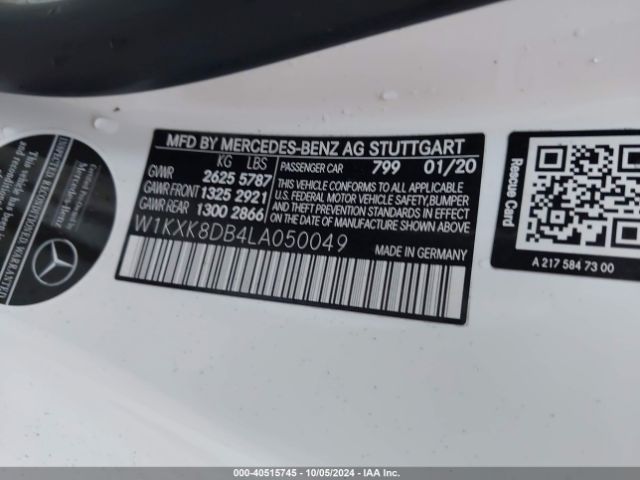 MFD BY MERCEDES-BENZ AG STUTTGART
KG LBS
GVWR 2625 5787
GAWR FRONT 1325 2921
GAWR REAR 1300 2866
PASSENGER CAR 799 01/20
THIS VEHICLE CONFORMS TO ALL APPLICABLE
U.S. FEDERAL MOTOR VEHICLE SAFETY, BUMPER
AND THEFT PREVENTION STANDARDS IN EFFECT
ON THE DATE OF MANUFACTURE SHOWN ABOVE.
W1KXK8DB4LA050049
MADE IN GERMANY
Rescue Card
A 217 584 73 00
Stock No: 40515745 - 10/05/2024 - IAA Inc.